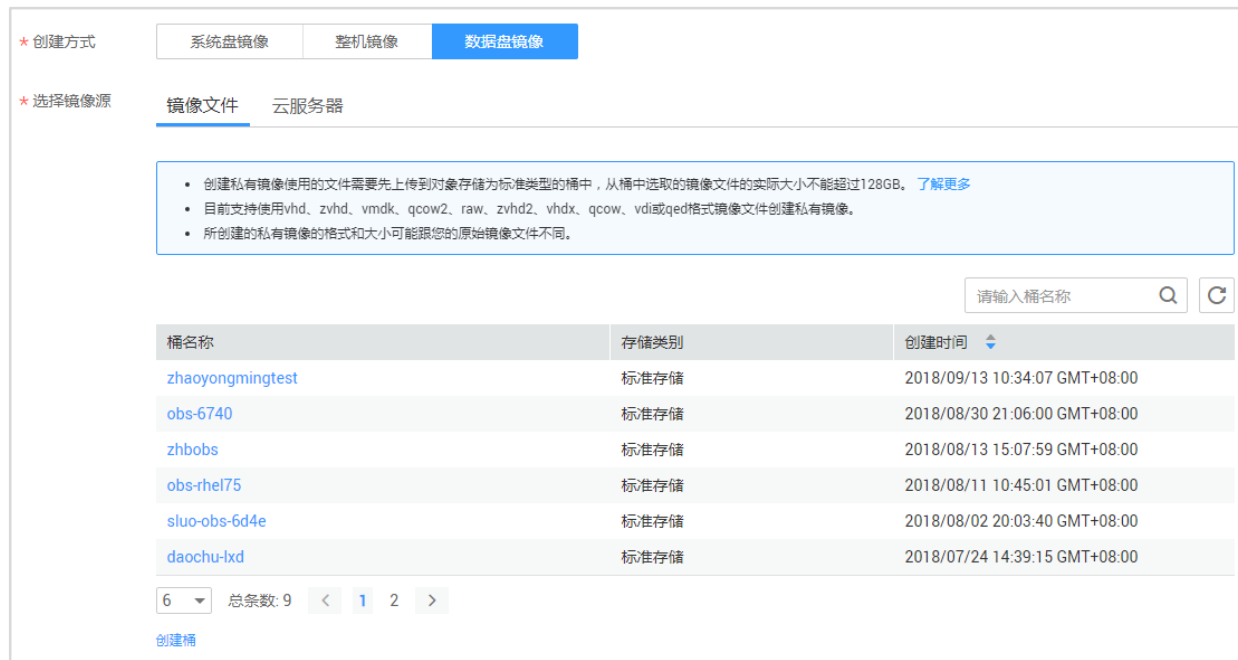 * 创建方式 系统盘镜像 整机镜像 数据盘镜像
* 选择镜像源 镜像文件 云服务器
• 创建私有镜像使用的文件需要先上传到对象存储为标准类型的桶中，从桶中选取的镜像文件的实际大小不能超过128GB。 了解更多
• 目前支持使用vhd、zvhd、vmdk、qcow2、raw、zvhd2、vhdx、qcow、vdi或qed格式镜像文件创建私有镜像。
• 所创建的私有镜像的格式和大小可能跟您的原始镜像文件不同。
请输入桶名称
桶名称 存储类别 创建时间
zhaoyongmingtest 标准存储 2018/09/13 10:34:07 GMT+08:00
obs-6740 标准存储 2018/08/30 21:06:00 GMT+08:00
zhbobs 标准存储 2018/08/13 15:07:59 GMT+08:00
obs-rhel75 标准存储 2018/08/11 10:45:01 GMT+08:00
sluo-obs-6d4e 标准存储 2018/08/02 20:03:40 GMT+08:00
daochu-lxd 标准存储 2018/07/24 14:39:15 GMT+08:00
6 总条数: 9 < 1 2 >
创建桶